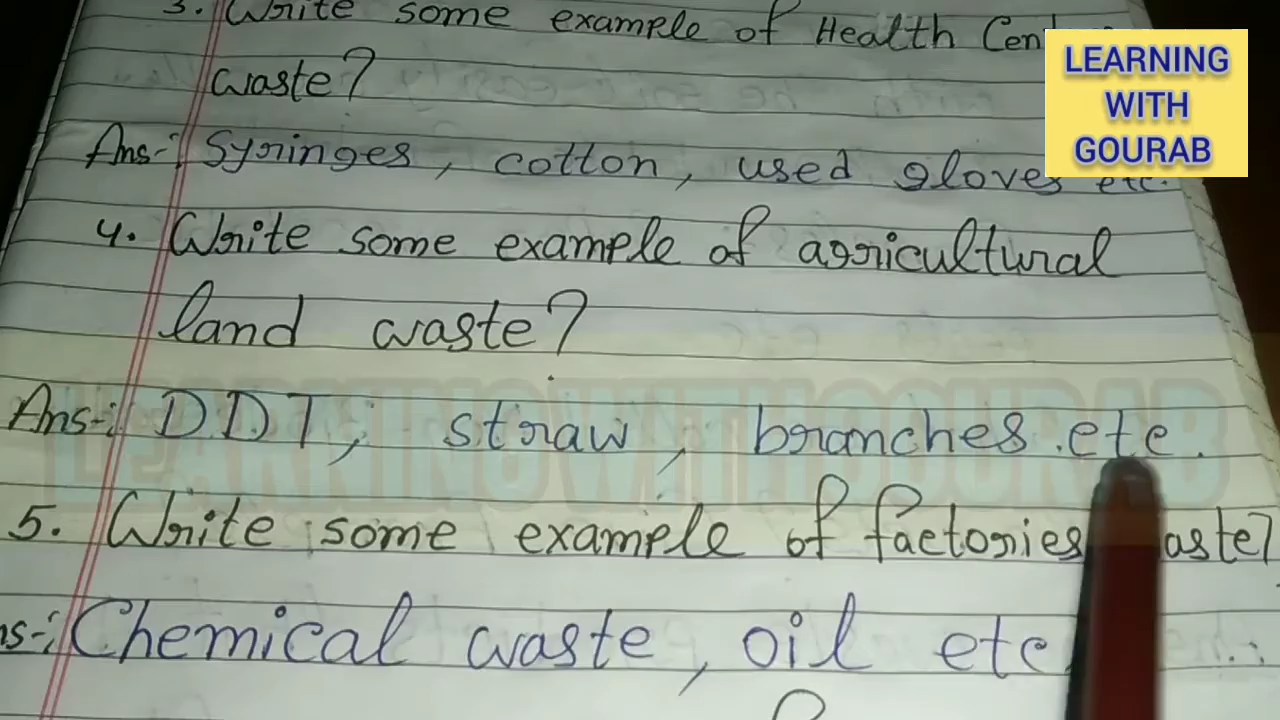 3. Write some example of Health
waste?
Ans-: Syringes, cotton, used gloves etc.
4. Write some example of agricultural
land waste?
Ans-: DDT, straw, branches.etc.
5. Write some example of factories
Ans-: Chemical waste, oil etc
LEARNING
WITH
GOURAB
LEARNINGWITHGOURAB